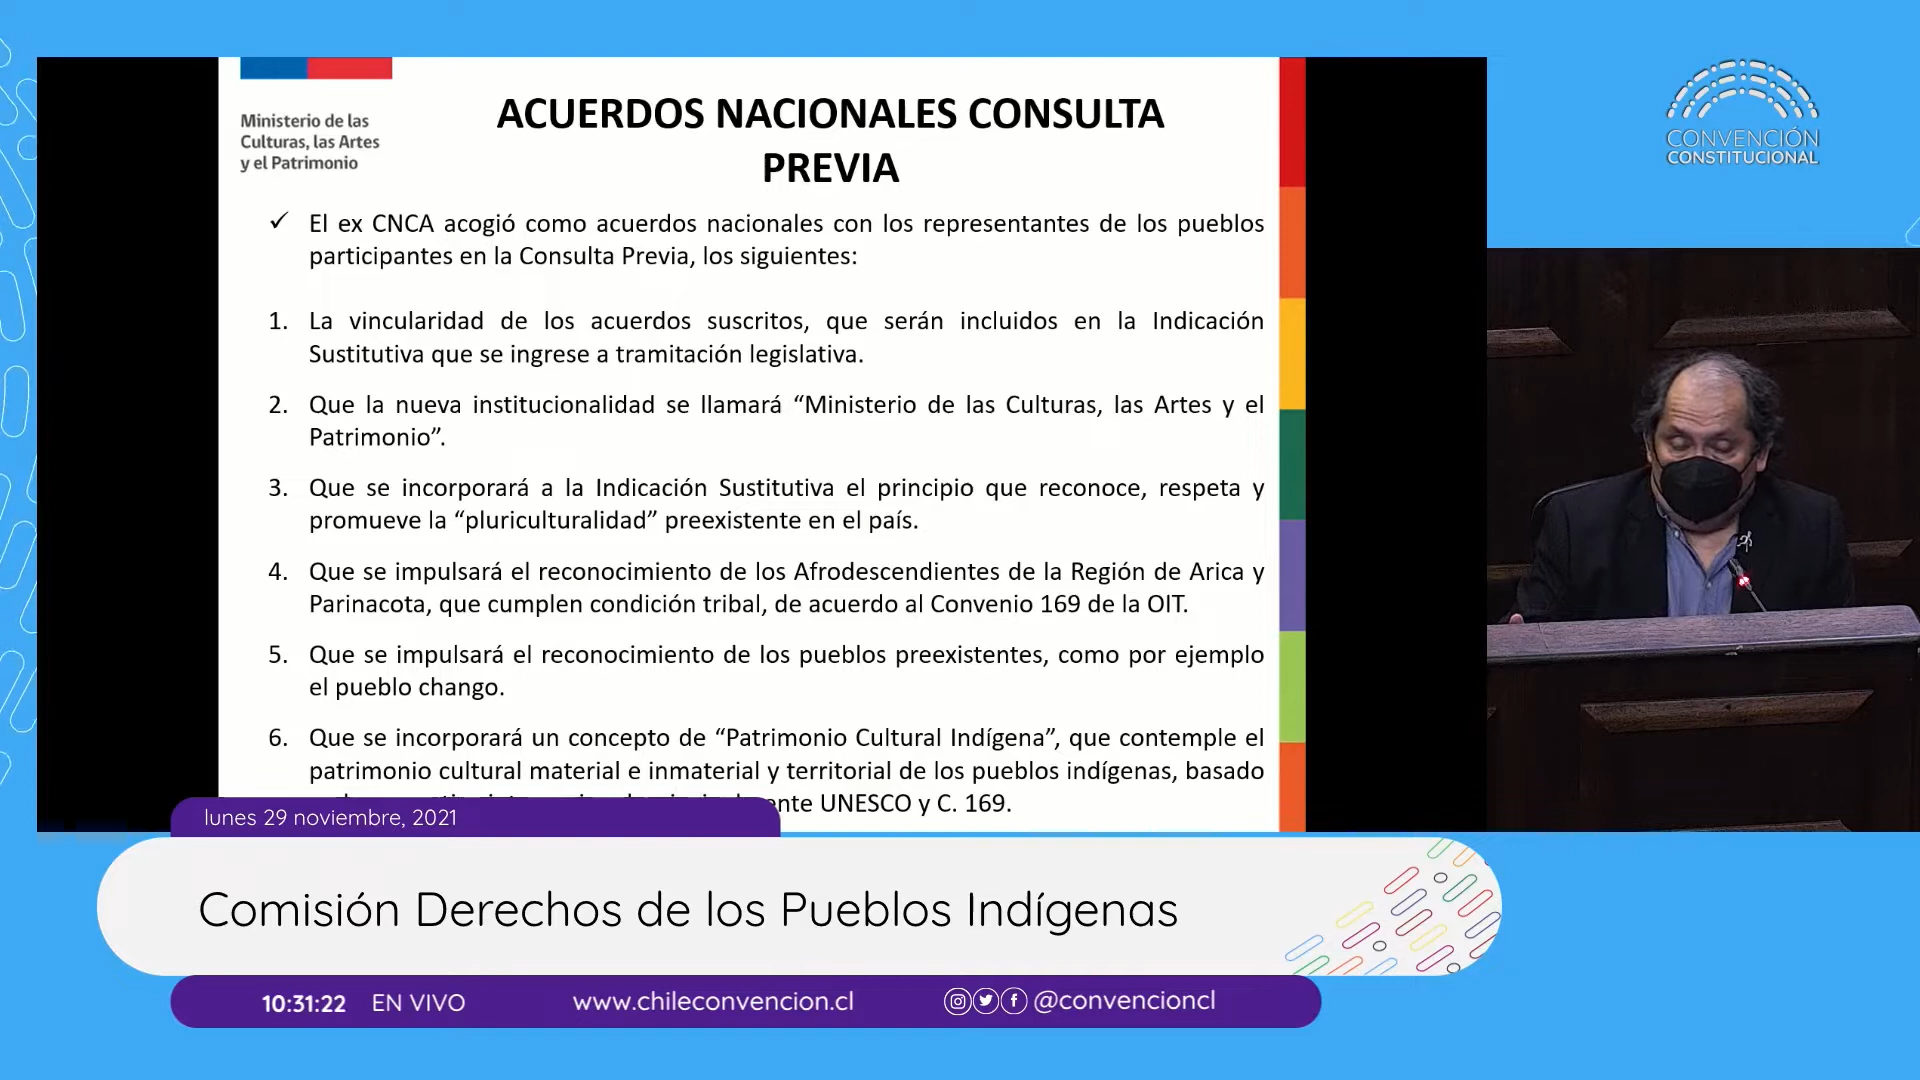 Ministerio de las
Culturas, las Artes
y el Patrimonio
ACUERDOS NACIONALES CONSULTA
PREVIA
✓ El ex CNCA acogió como acuerdos nacionales con los representantes de los pueblos
participantes en la Consulta Previa, los siguientes:
1. La vincularidad de los acuerdos suscritos, que serán incluidos en la Indicación
Sustitutiva que se ingrese a tramitación legislativa.
2. Que la nueva institucionalidad se llamará “Ministerio de las Culturas, las Artes y el
Patrimonio”.
3. Que se incorporará a la Indicación Sustitutiva el principio que reconoce, respeta y
promueve la “pluriculturalidad” preexistente en el país.
4. Que se impulsará el reconocimiento de los Afrodescendientes de la Región de Arica y
Parinacota, que cumplen condición tribal, de acuerdo al Convenio 169 de la OIT.
5. Que se impulsará el reconocimiento de los pueblos preexistentes, como por ejemplo
el pueblo chango.
6. Que se incorporará un concepto de “Patrimonio Cultural Indígena”, que contemple el
patrimonio cultural material e inmaterial y territorial de los pueblos indígenas, basado
UNESCO y C. 169.
CONVENCIÓN
CONSTITUCIONAL
lunes 29 noviembre, 2021
Comisión Derechos de los Pueblos Indígenas
10:31:22 EN VIVO www.chileconvencion.cl @convencioncl